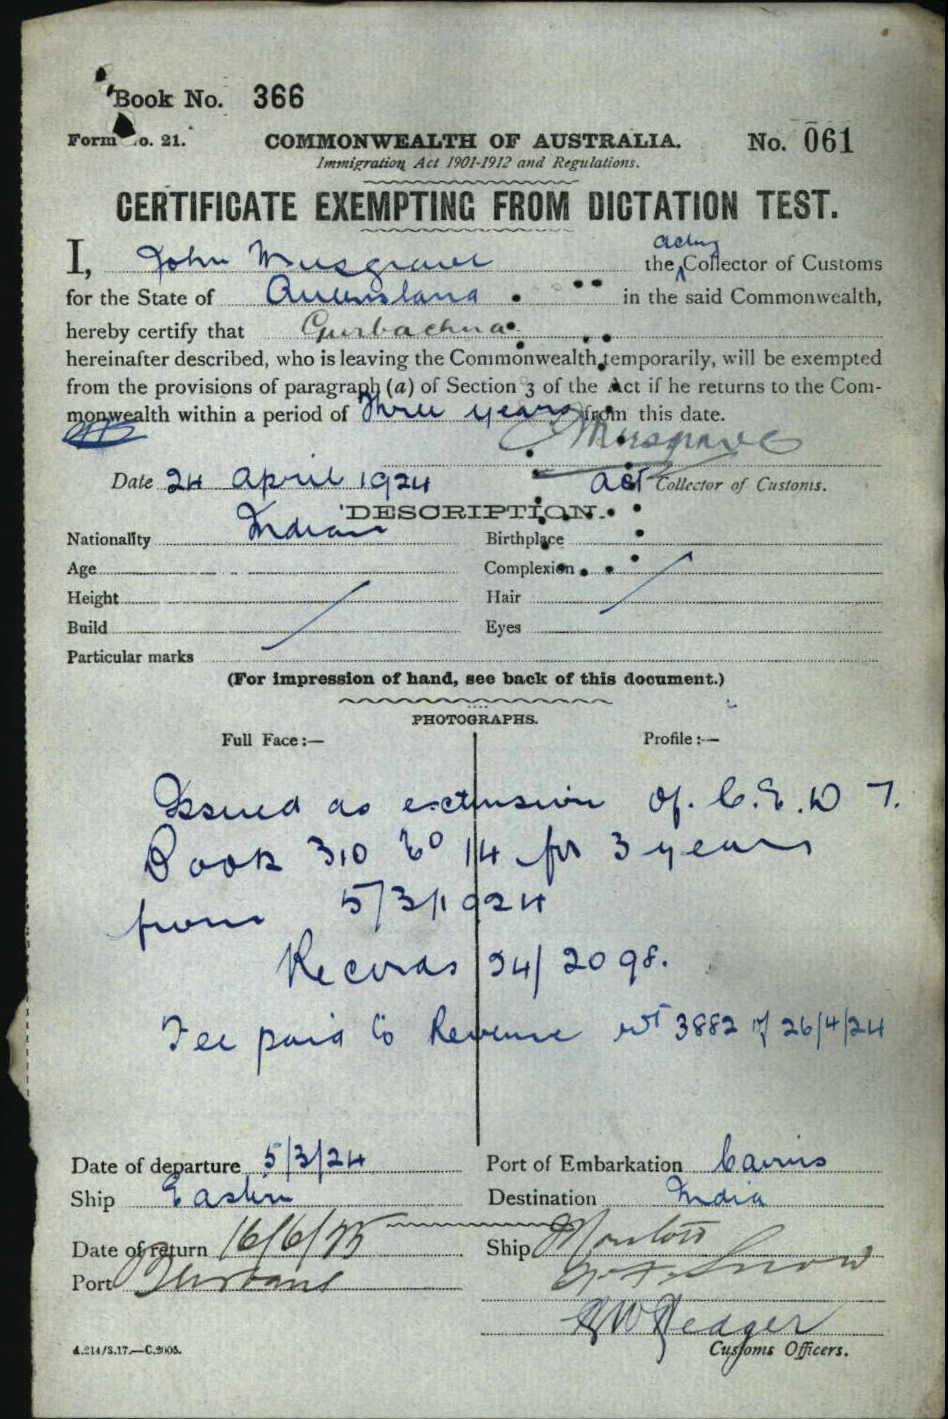 Book No. 366
Form No. 21. COMMONWEALTH OF AUSTRALIA. No. 061
Immigration Act 1901-1912 and Regulations.
CERTIFICATE EXEMPTING FROM DICTATION TEST.
I, John Musgrave the acting Collector of Customs
for the State of Queensland in the said Commonwealth,
hereby certify that Gurbachna
hereinafter described, who is leaving the Commonwealth temporarily, will be exempted
from the provisions of paragraph (a) of Section 3 of the Act if he returns to the Com-
monwealth within a period of three years from this date.
J Musgrave
Date 24 April 1924 act Collector of Customs.
DESCRIPTION.
Nationality Indian Birthplace
Age Complexion
Height Hair
Build Eyes
Particular marks
(For impression of hand, see back of this document.)
PHOTOGRAPHS.
Full Face:— Profile:—
Issued as extension of C.E.D T.
Book 310 No 114 for 3 years
from 5/3/1924
Records 24/2098.
Fee paid to Revenue 3882 of 26/4/24
Date of departure 5/3/24 Port of Embarkation Cairns
Ship Eastern Destination India
Date of return 16/6/25 Ship
Port Brisbane
Customs Officers.
A.214/3.17.—C.2005.